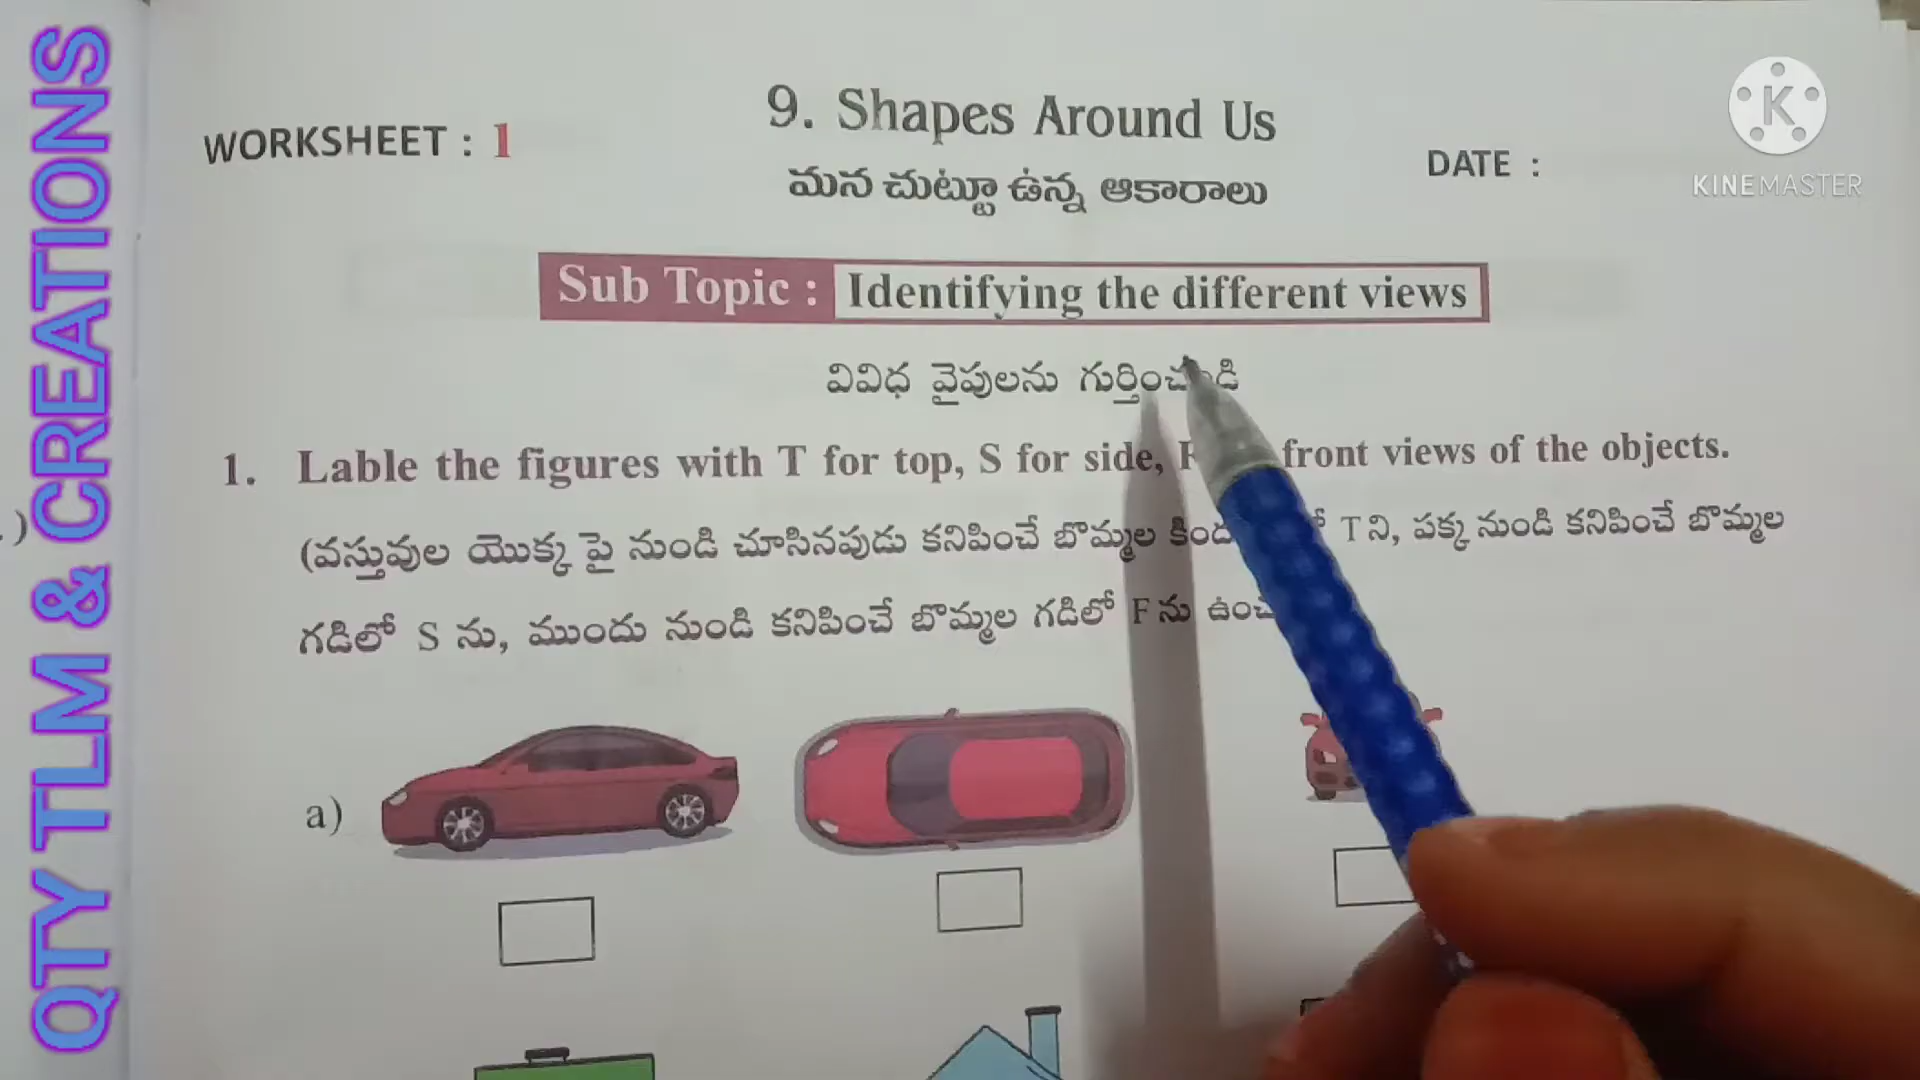 QTY TLM & CREATIONS
9. Shapes Around Us
WORKSHEET : 1
మన చుట్టూ ఉన్న ఆకారాలు
DATE :
K
KINEMASTER
Sub Topic : Identifying the different views
వివిధ వైపులను
1. Lable the figures with T for top, S for side, front views of the objects.
(వస్తువుల యొక్క పై నుండి చూసినపుడు కనిపించే బొమ్మల T ని, పక్క నుండి కనిపించే బొమ్మల
గడిలో S ను, ముందు నుండి కనిపించే బొమ్మల గడిలో F ను
a)